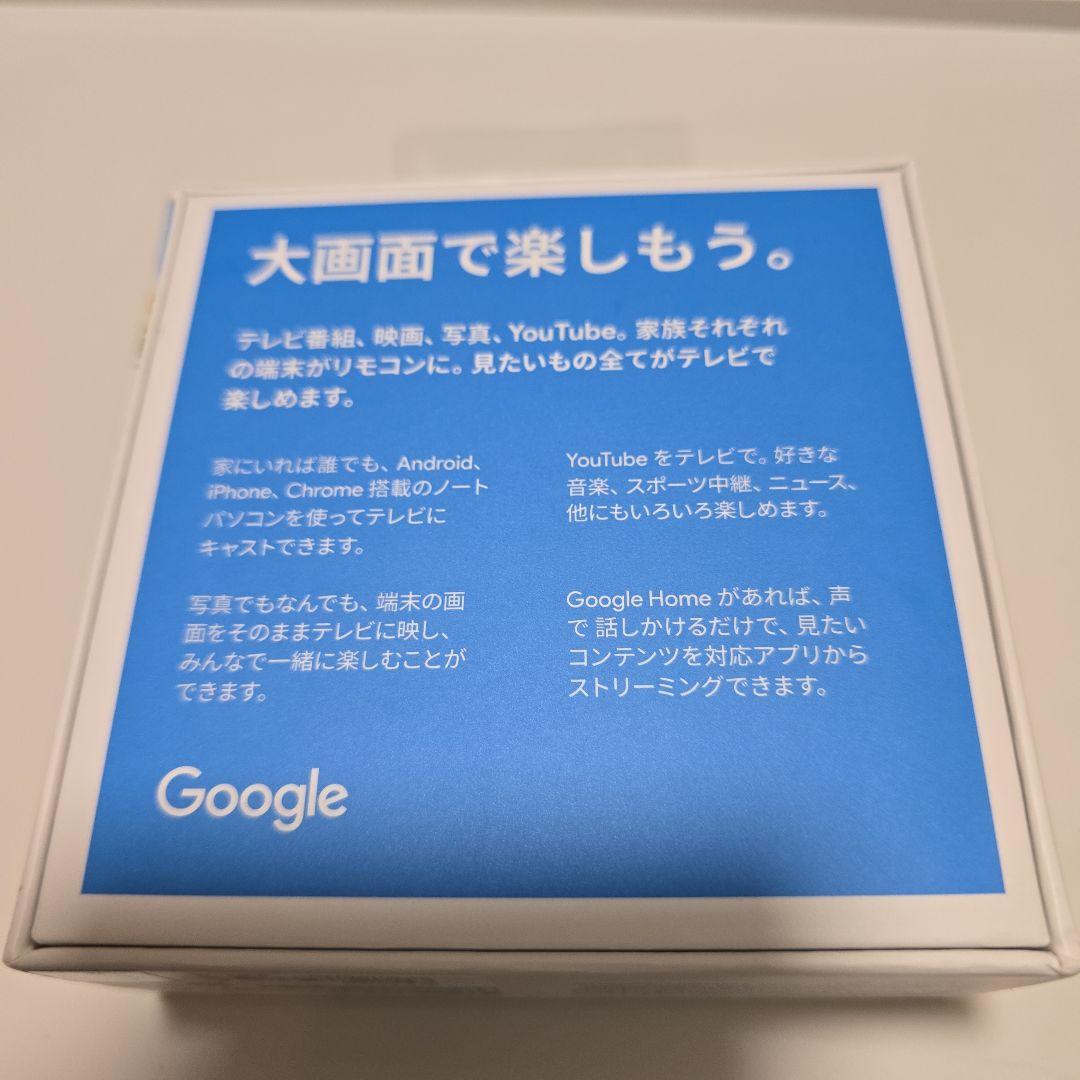 大画面で楽しもう。
テレビ番組、映画、写真、YouTube。家族それぞれ
の端末がリモコンに。見たいもの全てがテレビで
楽しめます。
家にいれば誰でも、Android、
iPhone、Chrome 搭載のノート
パソコンを使ってテレビに
キャストできます。
YouTube をテレビで。好きな
音楽、スポーツ中継、ニュース、
他にもいろいろ楽しめます。
写真でもなんでも、端末の画
面をそのままテレビに映し、
みんなで一緒に楽しむことが
できます。
Google Home があれば、声
で 話しかけるだけで、見たい
コンテンツを対応アプリから
ストリーミングできます。
Google